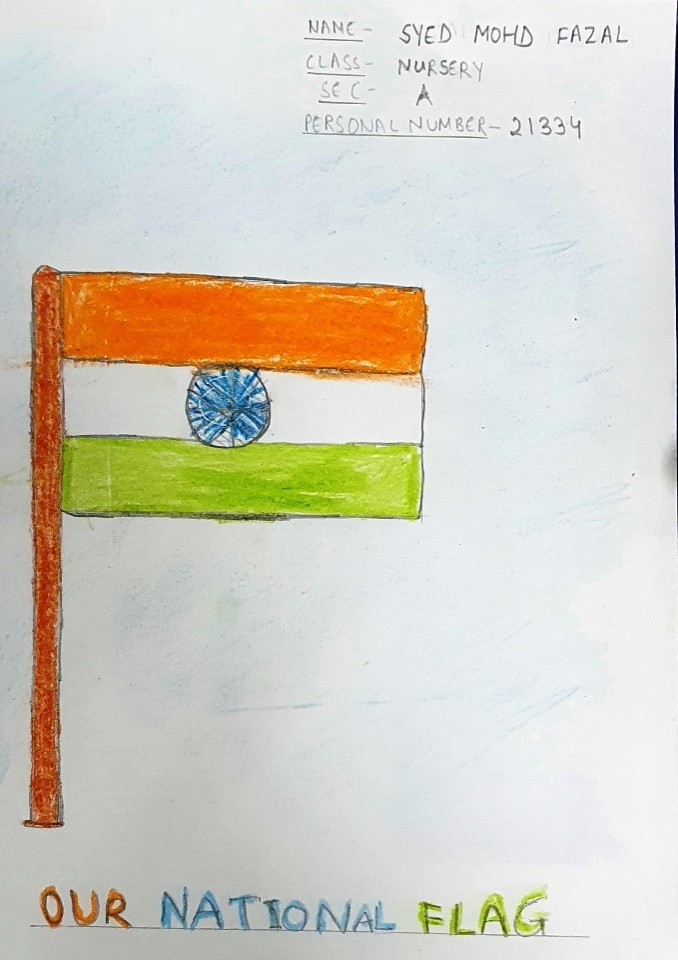 NAME - SYED MOHD FAZAL
CLASS - NURSERY
SEC - A
PERSONAL NUMBER - 21334
OUR NATIONAL FLAG